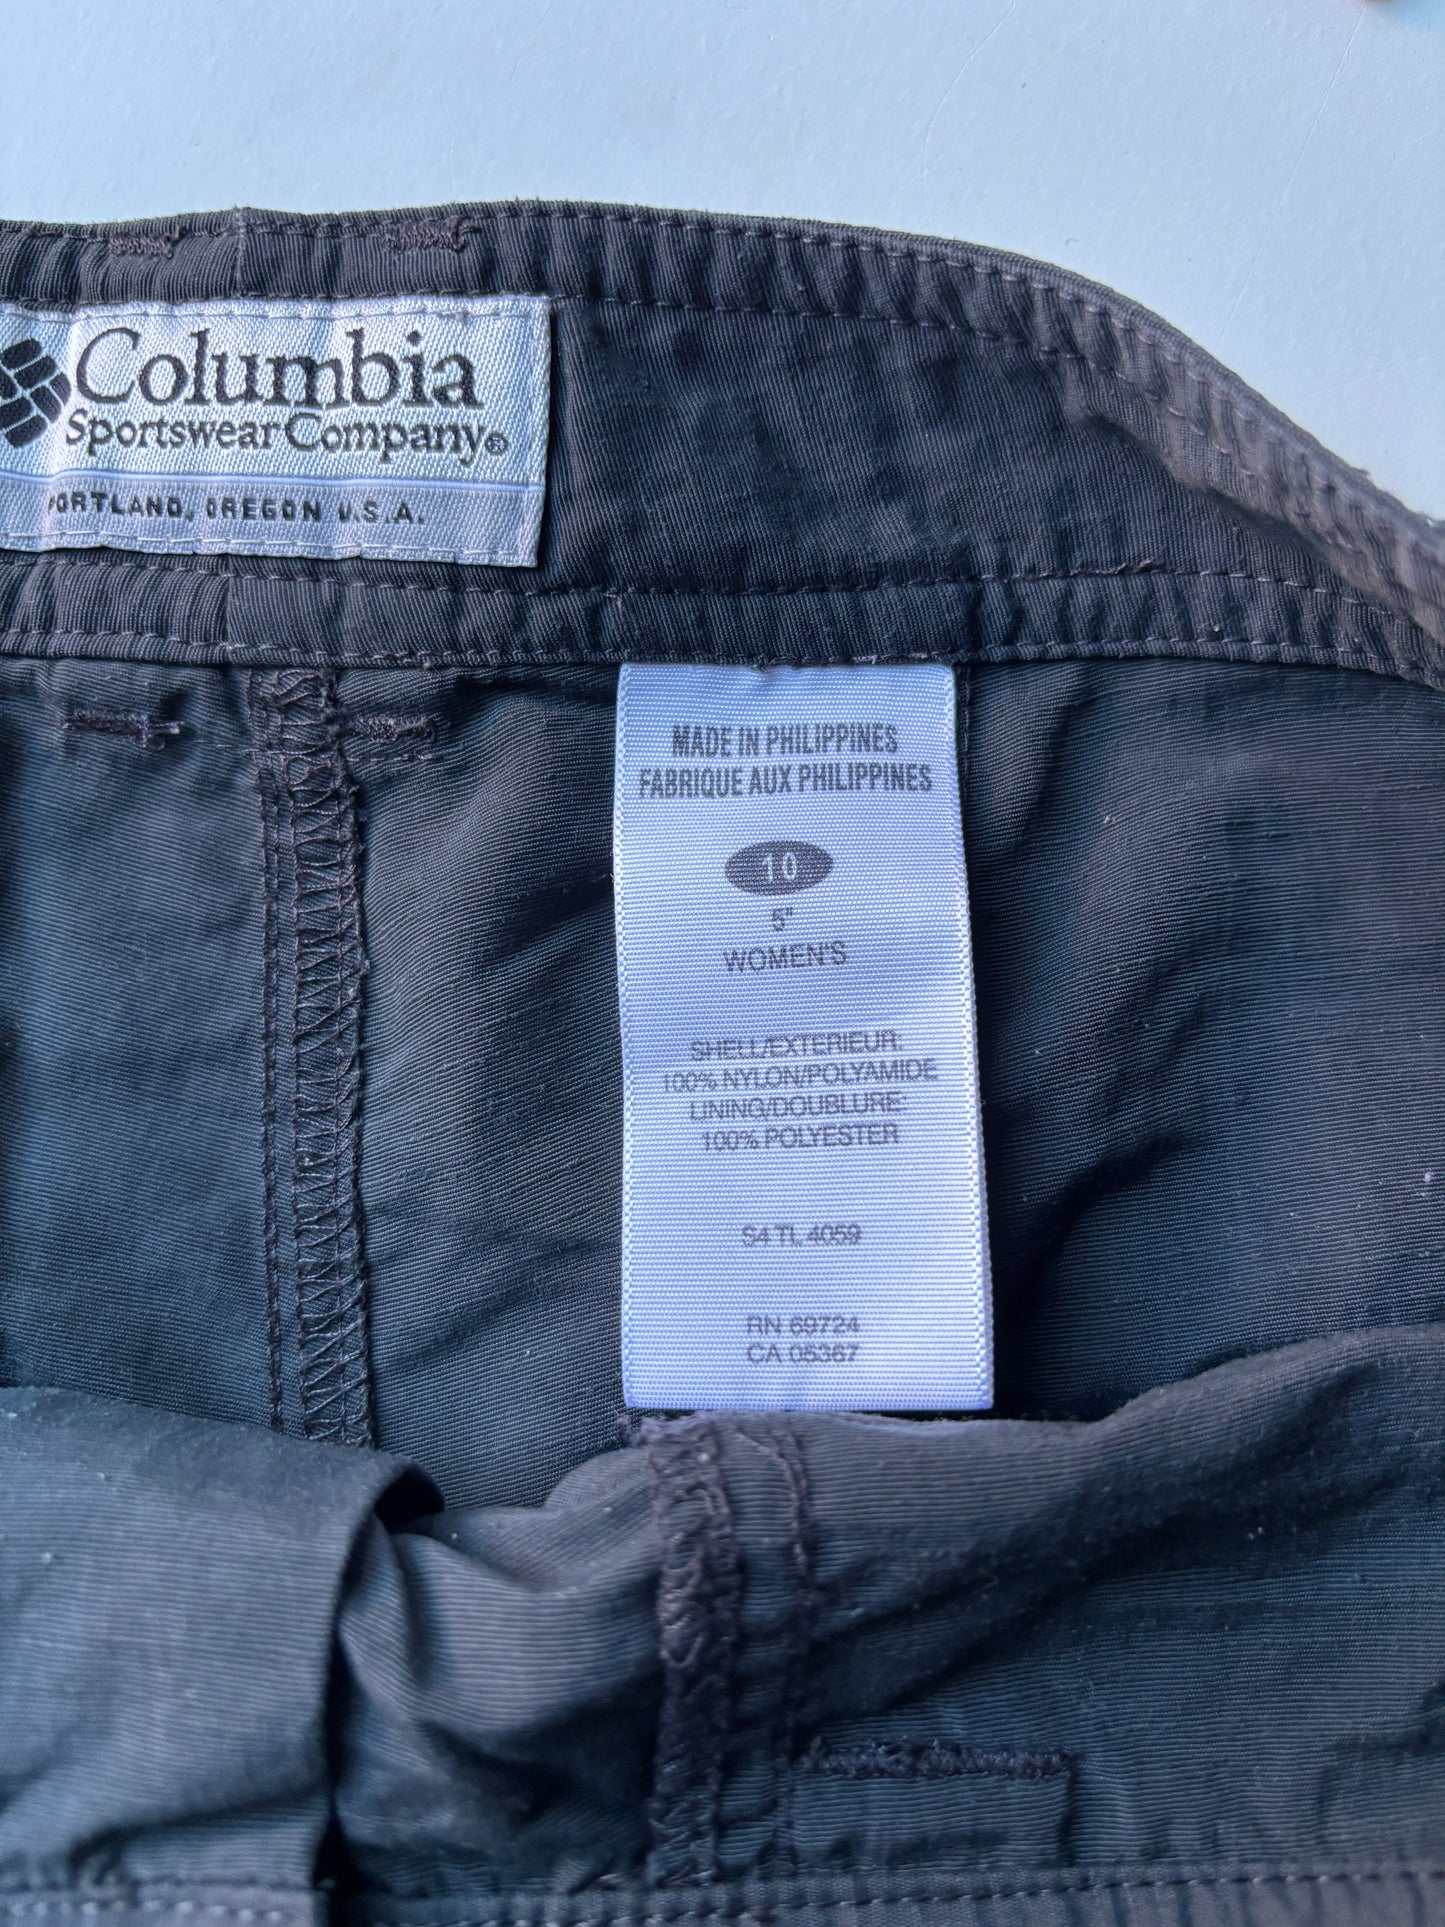 Columbia
Sportswear Company®
PORTLAND, OREGON U.S.A.
MADE IN PHILIPPINES
FABRIQUE AUX PHILIPPINES
10
5"
WOMEN'S
SHELL/EXTERIEUR:
100% NYLON/POLYAMIDE
LINING/DOUBLURE:
100% POLYESTER
S4 TL 4059
RN 69724
CA 05367